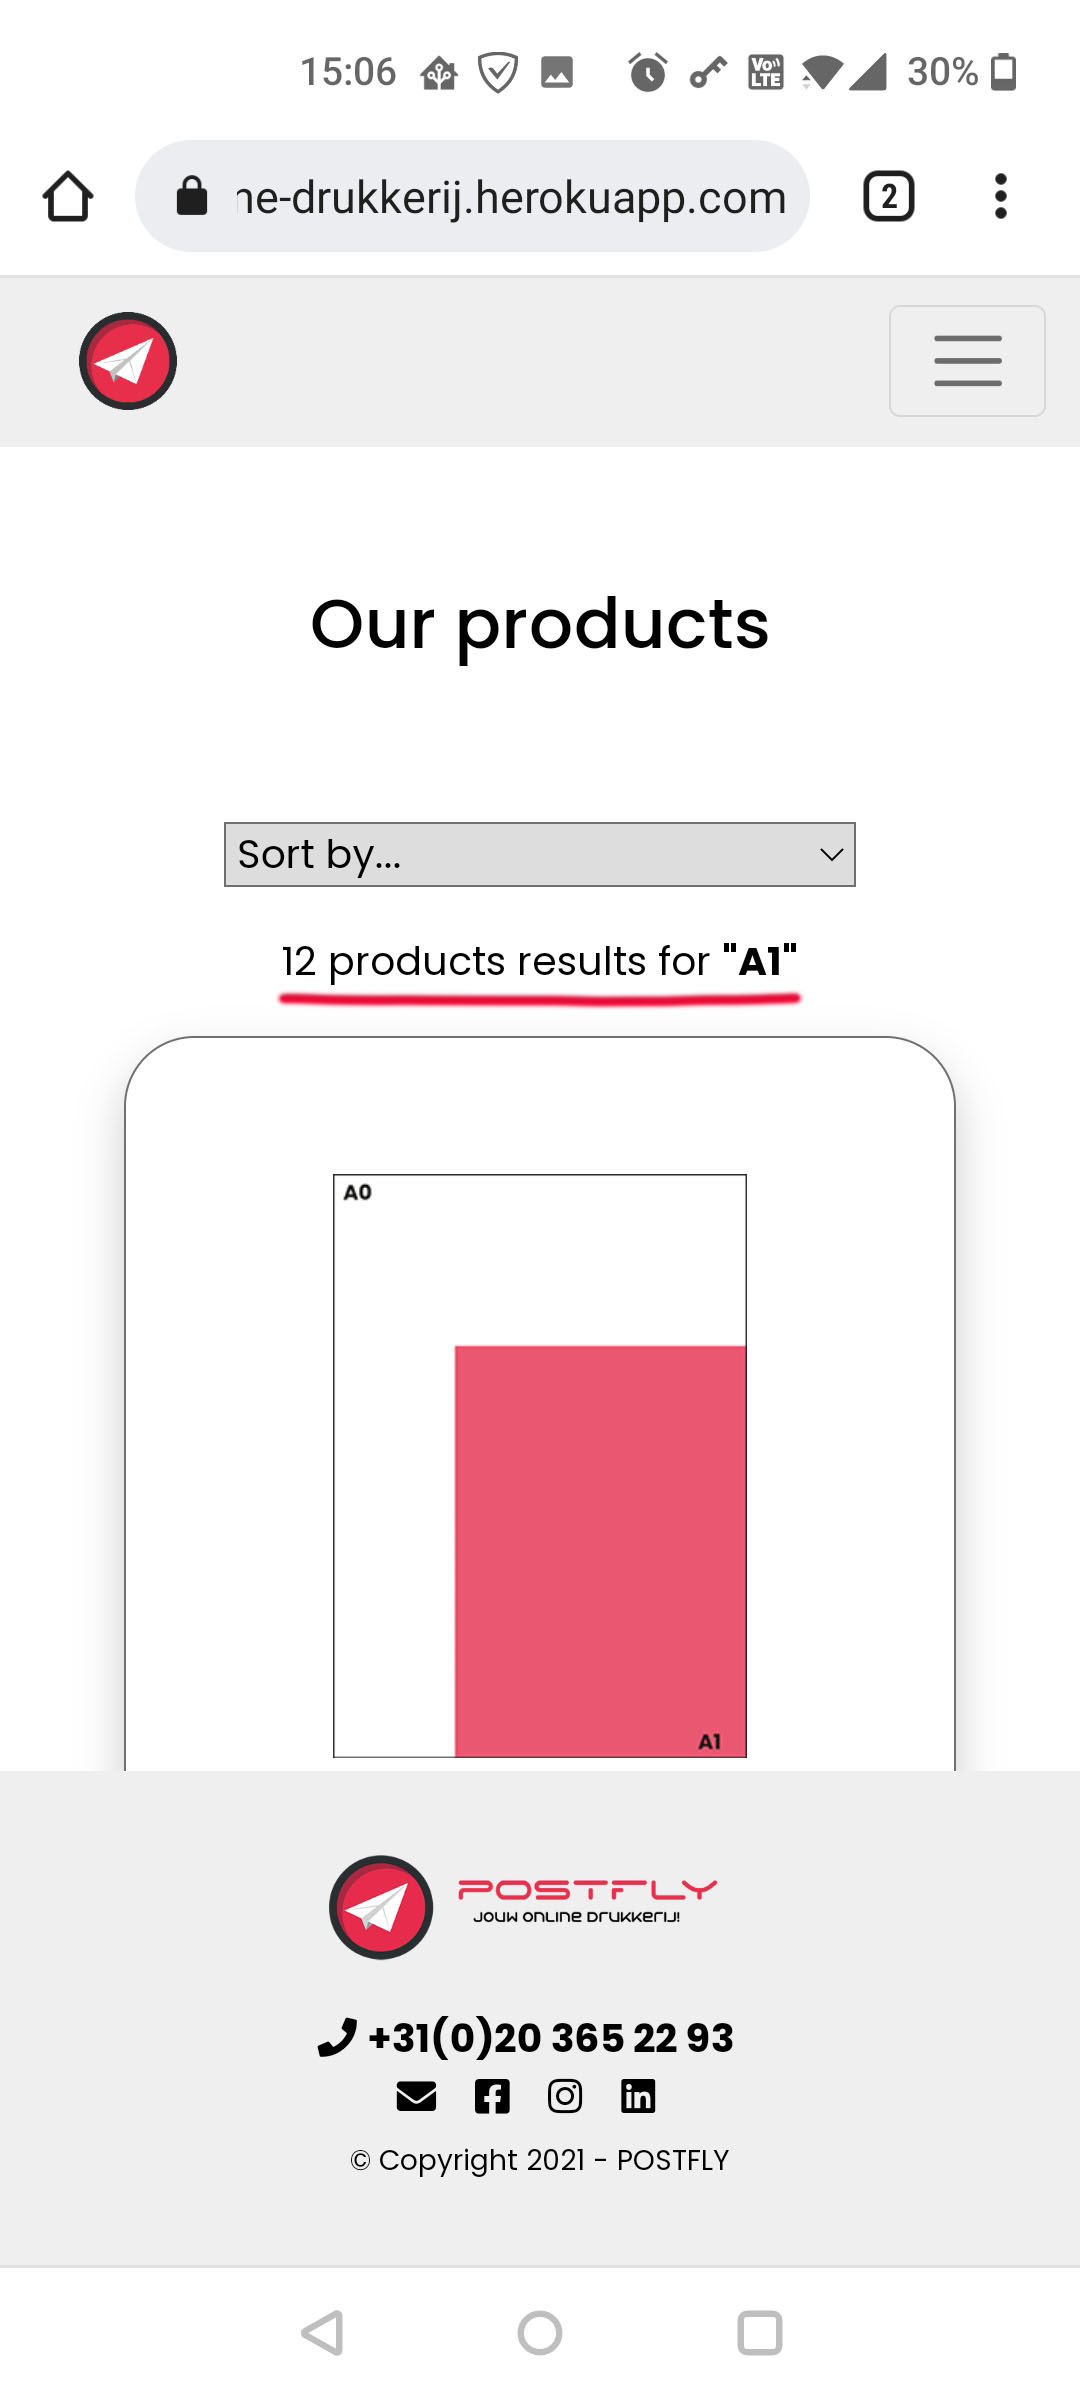 15:06 Vo)) LTE 30%
ne-drukkerij.herokuapp.com 2
Our products
Sort by...
12 products results for "A1"
A0
A1
POSTFLY
JOUW ONLINE DRUKKERIJ!
+31(0)20 365 22 93
© Copyright 2021 - POSTFLY